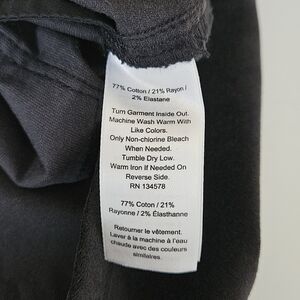 77% Cotton / 21% Rayon /
2% Elastane
Turn Garment Inside Out.
Machine Wash Warm With
Like Colors.
Only Non-chlorine Bleach
When Needed.
Tumble Dry Low.
Warm Iron If Needed On
Reverse Side.
RN 134578
77% Coton / 21%
Rayonne / 2% Élasthanne
Retourner le vêtement.
Laver à la machine à l'eau
chaude avec des couleurs
similaires.